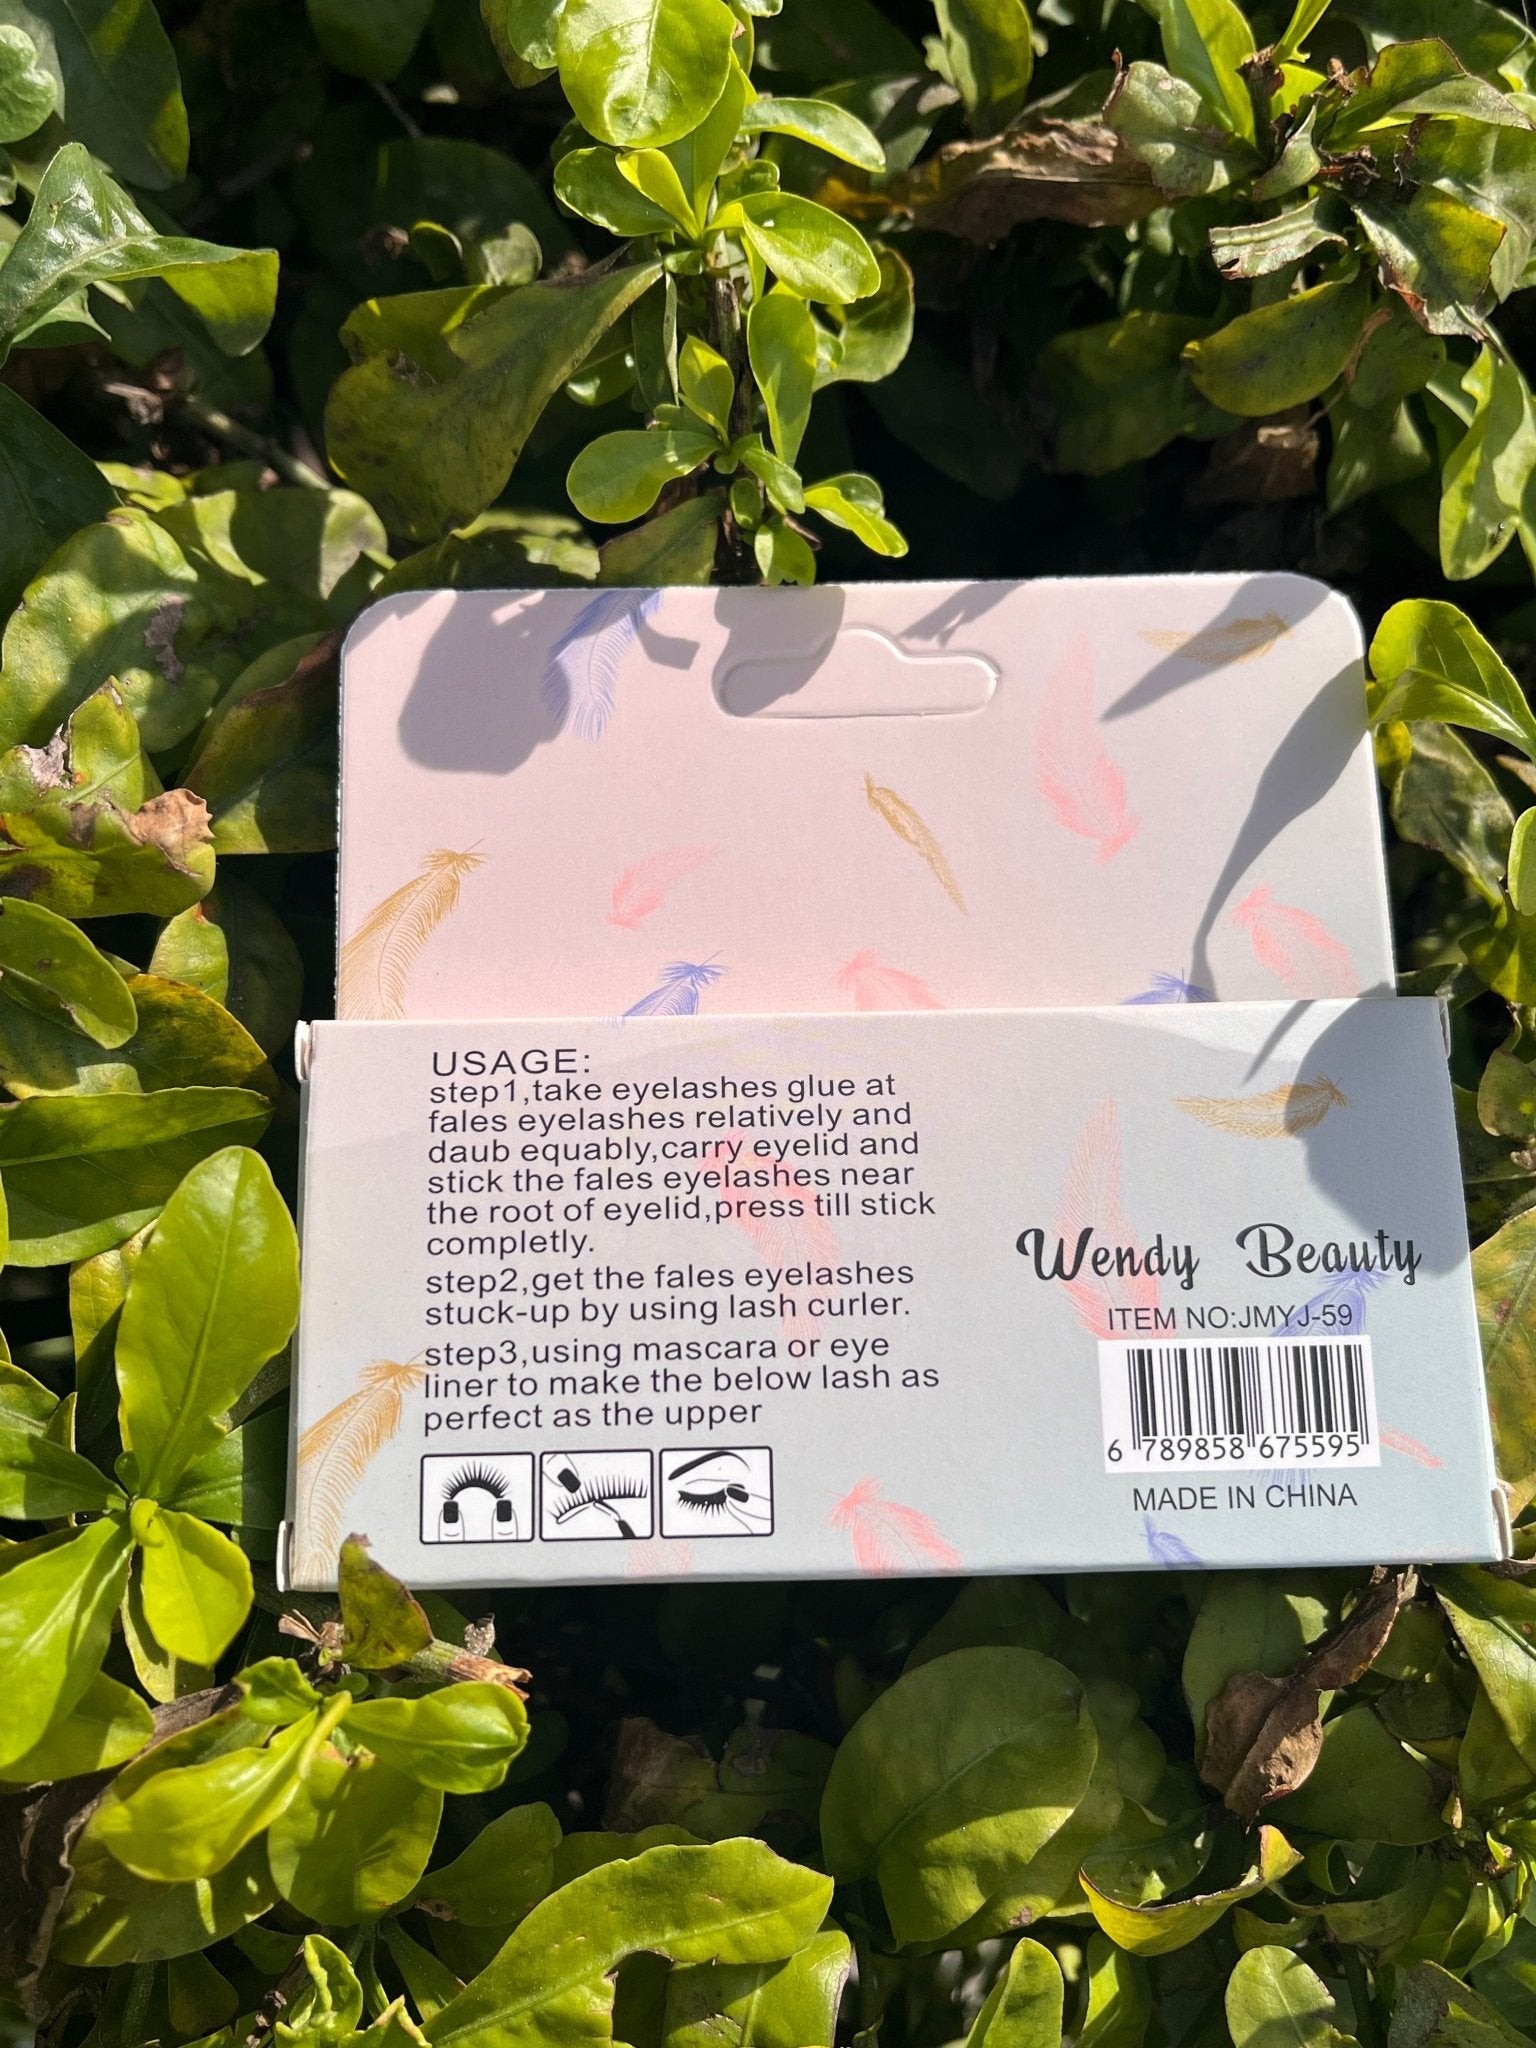 USAGE:
step1,take eyelashes glue at
fales eyelashes relatively and
daub equably,carry eyelid and
stick the fales eyelashes near
the root of eyelid,press till stick
completly.
step2,get the fales eyelashes
stuck-up by using lash curler.
step3,using mascara or eye
liner to make the below lash as
perfect as the upper
Wendy Beauty
ITEM NO:JMYJ-59
6 789858 675595
MADE IN CHINA